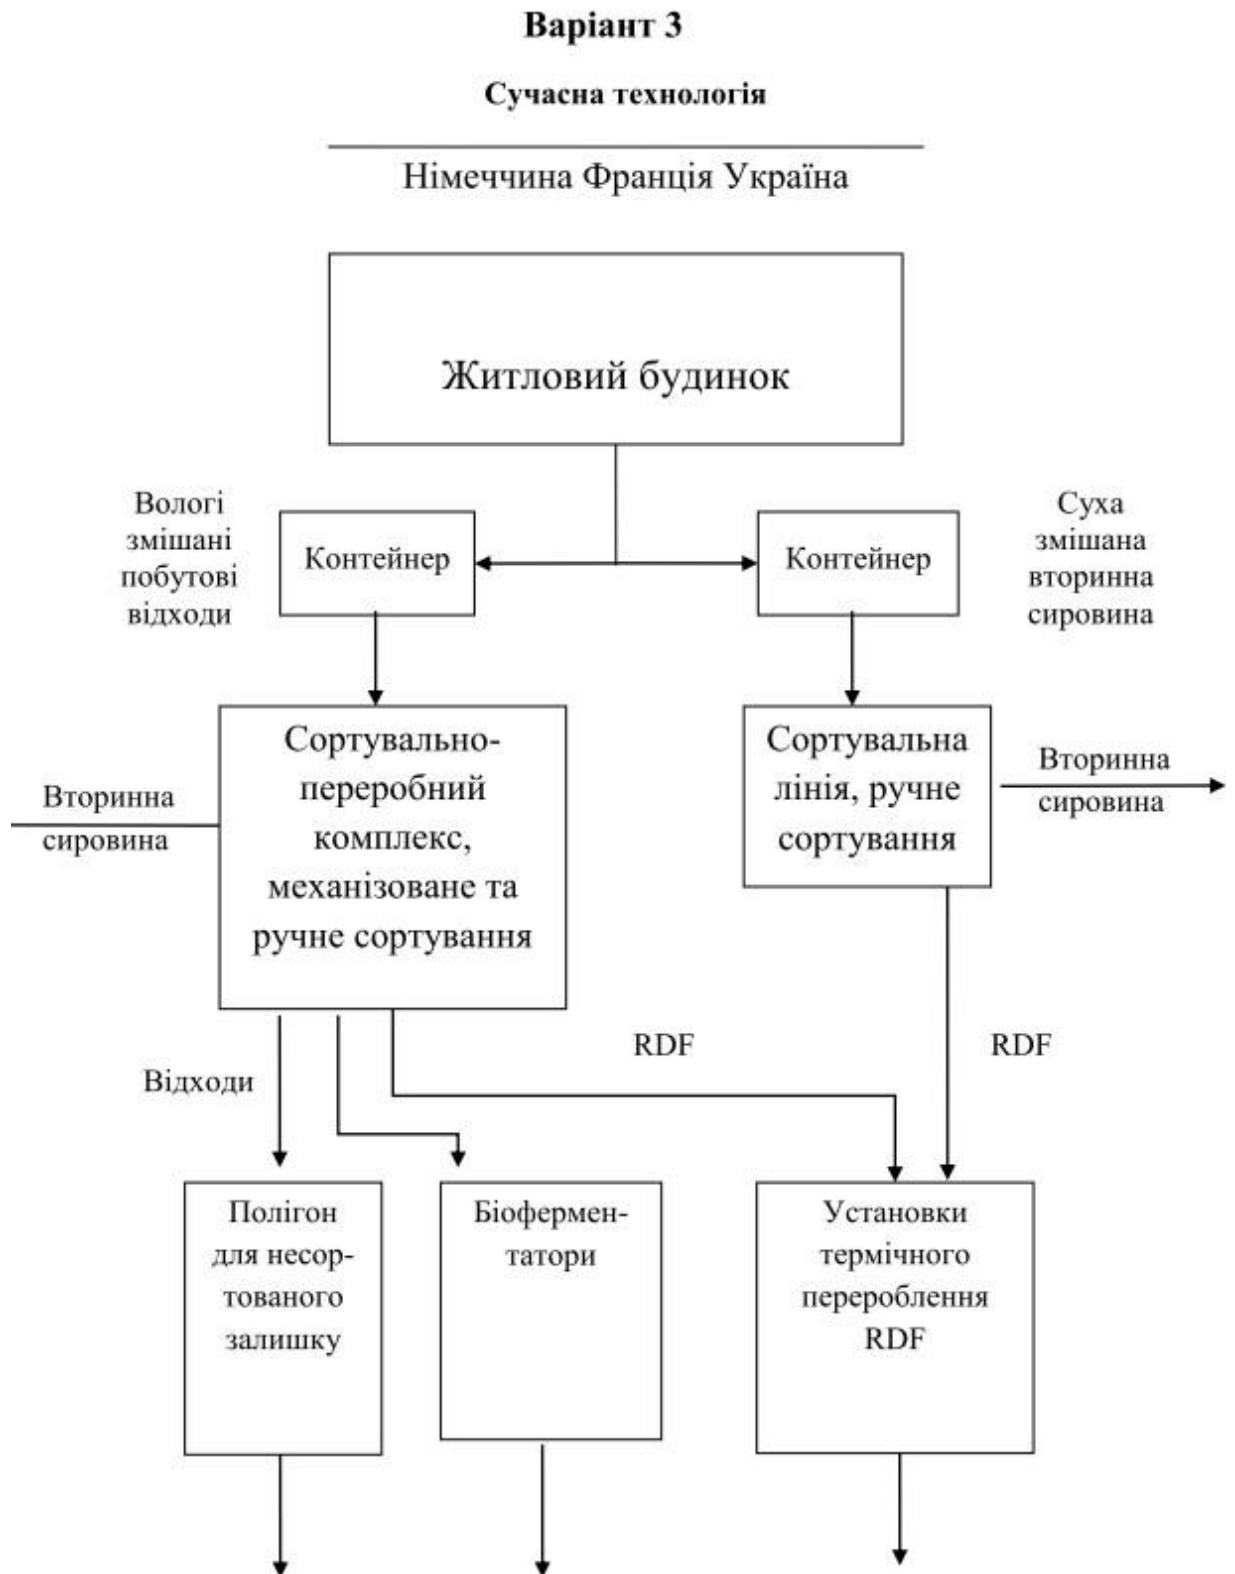 Варіант 3
Сучасна технологія
Німеччина Франція Україна
Житловий будинок
Вологі
змішані
побутові
відходи
Контейнер
Контейнер
Суха
змішана
вторинна
сировина
Вторинна
сировина
Сортувально-
переробний
комплекс,
механізоване та
ручне сортування
Сортувальна
лінія, ручне
сортування
Вторинна
сировина
Відходи
RDF
RDF
Полігон
для несор-
тованого
залишку
Біофермен-
татори
Установки
термічного
перероблення
RDF